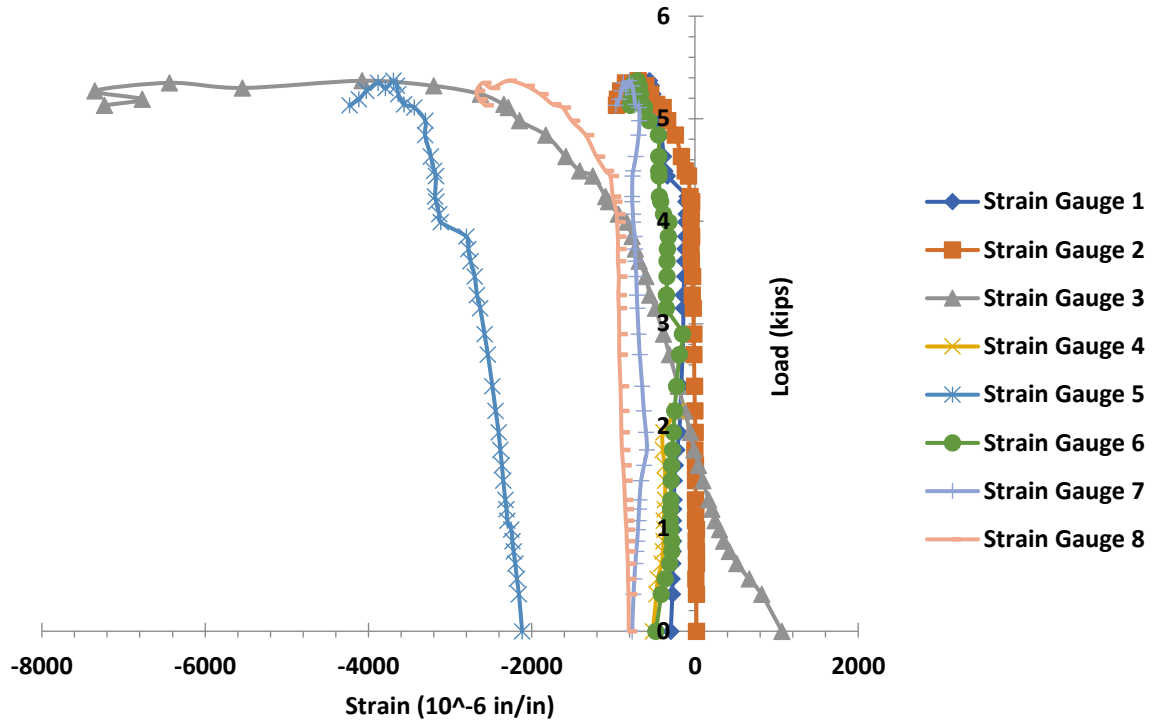 6
5
4
3
2
1
0
Load (kips)
-8000 -6000 -4000 -2000 0 2000
Strain (10^-6 in/in)
Strain Gauge 1
Strain Gauge 2
Strain Gauge 3
Strain Gauge 4
Strain Gauge 5
Strain Gauge 6
Strain Gauge 7
Strain Gauge 8